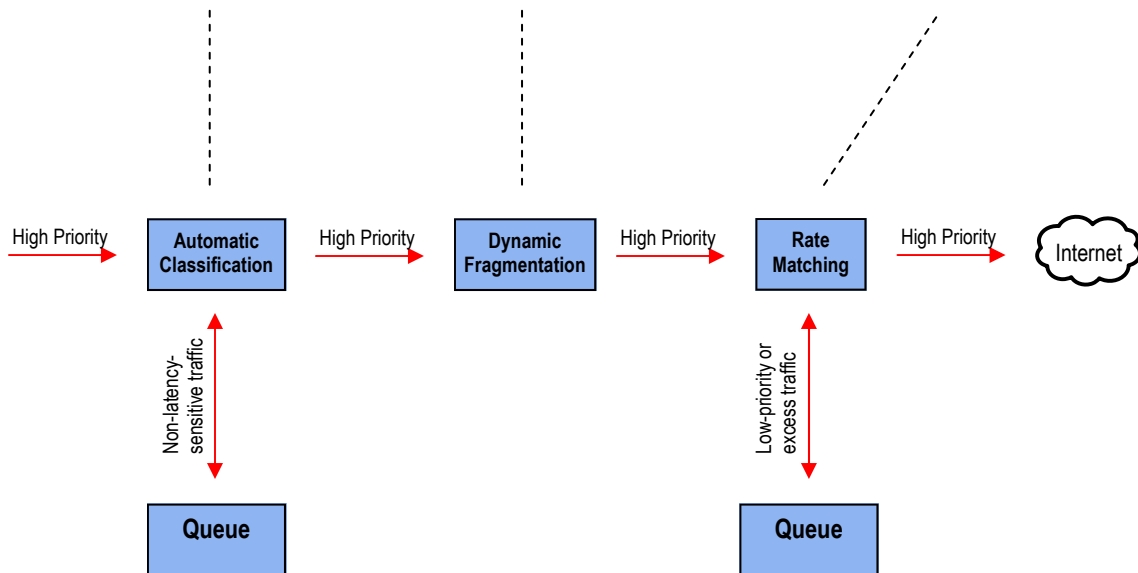 High Priority
Automatic
Classification
High Priority
Dynamic
Fragmentation
High Priority
Rate
Matching
High Priority
Internet
Non-latency-
sensitive traffic
Low-priority or
excess traffic
Queue
Queue